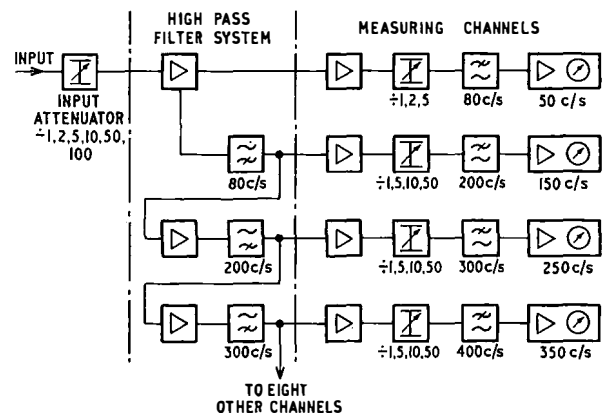 HIGH PASS
FILTER SYSTEM
MEASURING CHANNELS
INPUT
INPUT
ATTENUATOR
÷1,2,5,10,50,
100
÷1,2,5
80c/s
50 c/s
80c/s
÷1,5,10,50
200c/s
150c/s
200c/s
÷1,5,10,50
300c/s
250c/s
300c/s
÷1,5,10,50
400c/s
350c/s
TO EIGHT
OTHER CHANNELS